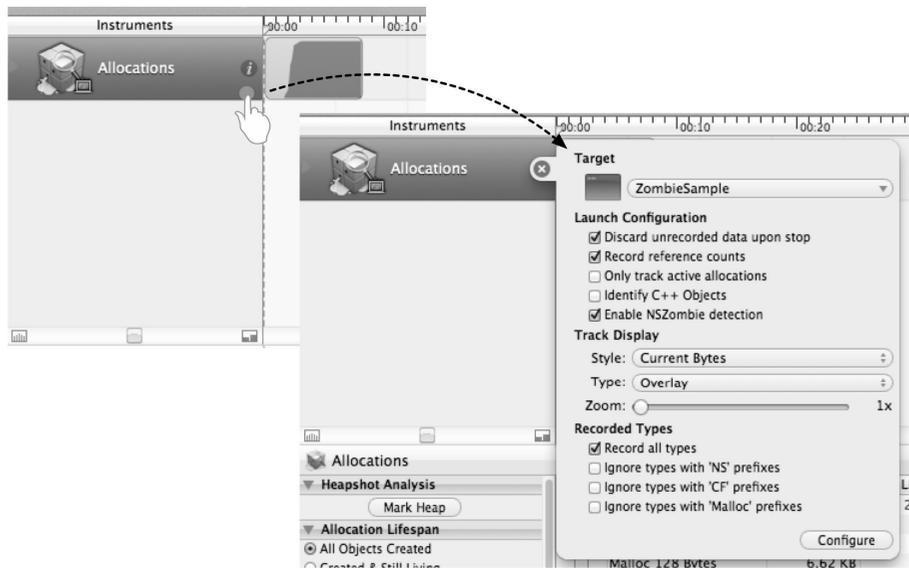 Instruments
00:00
00:10
Allocations
Instruments
00:00
00:10
00:20
Allocations
Target
ZombieSample
Launch Configuration
Discard unrecorded data upon stop
Record reference counts
Only track active allocations
Identify C++ Objects
Enable NSZombie detection
Track Display
Style: Current Bytes
Type: Overlay
Zoom: 1x
Recorded Types
Record all types
Ignore types with 'NS' prefixes
Ignore types with 'CF' prefixes
Ignore types with 'Malloc' prefixes
Configure
Allocations
Heapshot Analysis
Mark Heap
Allocation Lifespan
All Objects Created
Created & Still Living
Malloc 128 Bytes 6.62 KB